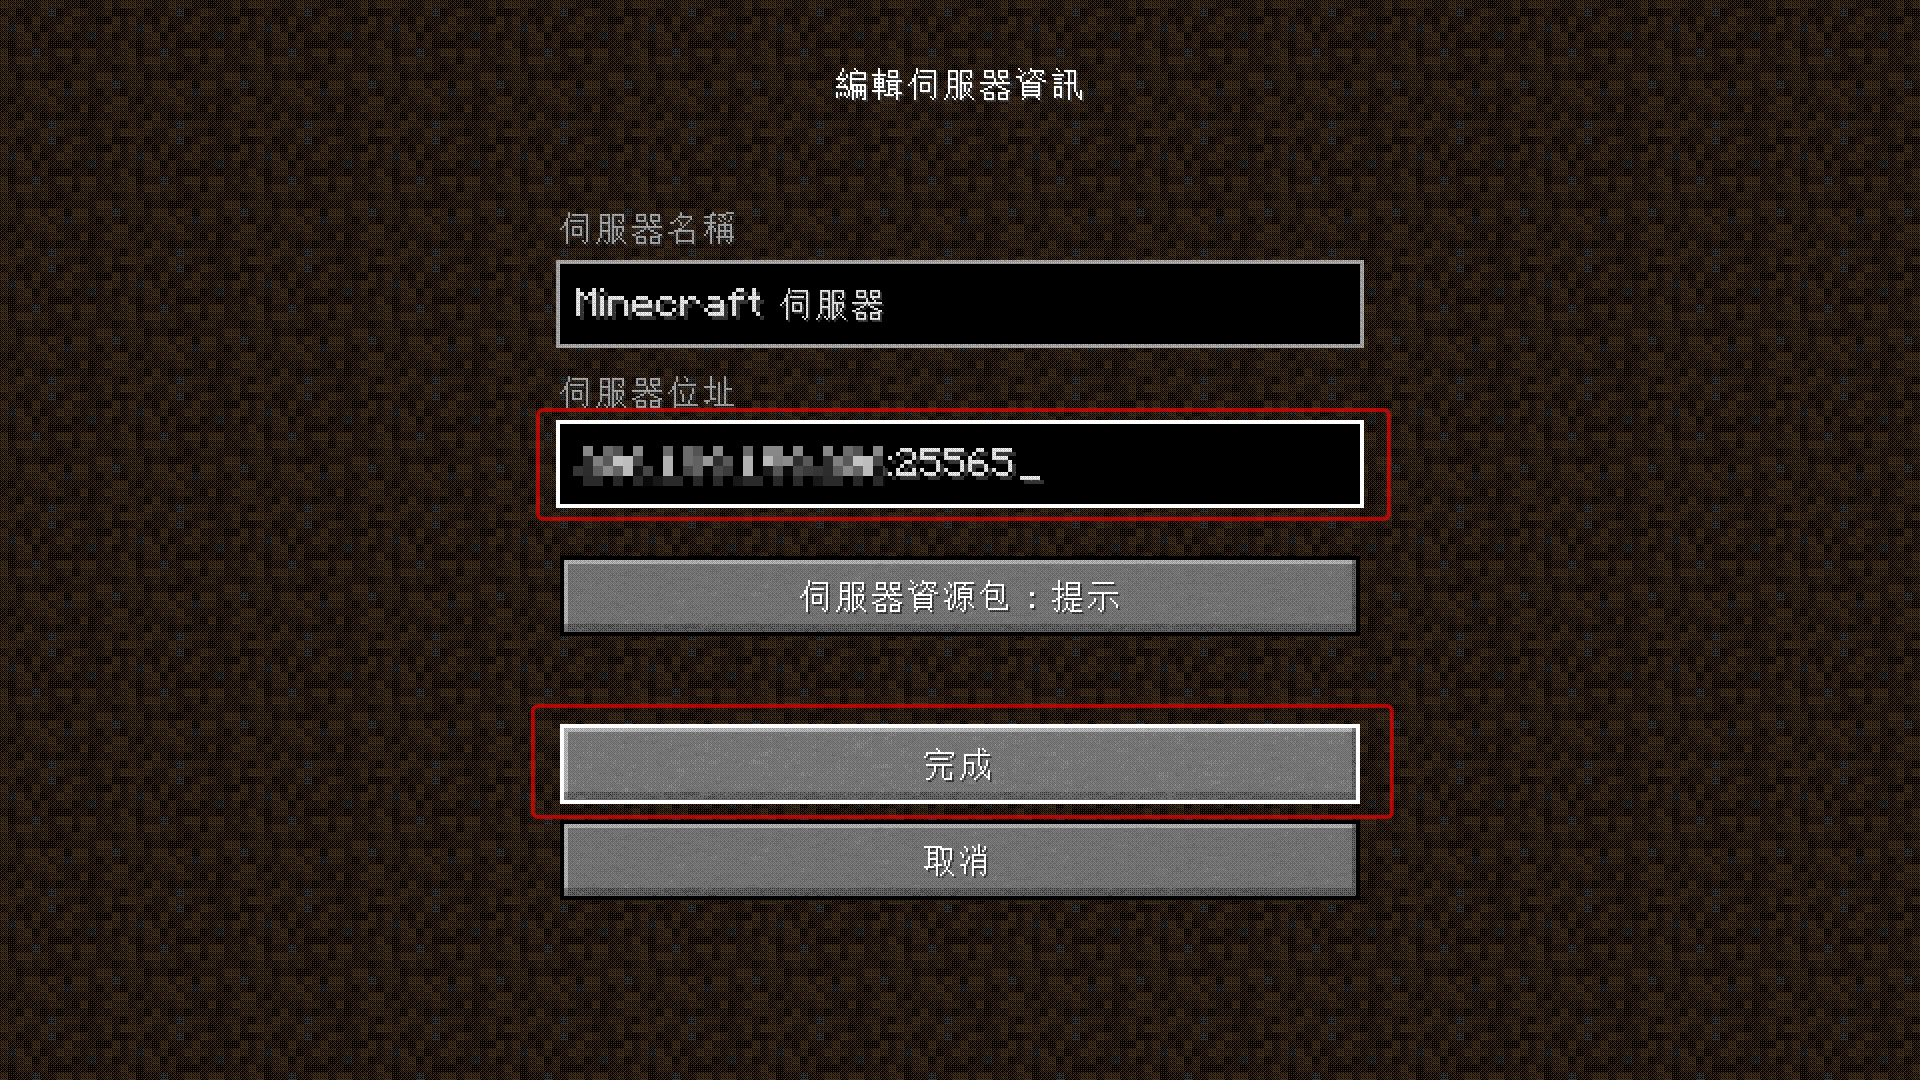 編輯伺服器資訊
伺服器名稱
Minecraft 伺服器
伺服器位址
:25565_
伺服器資源包：提示
完成
取消